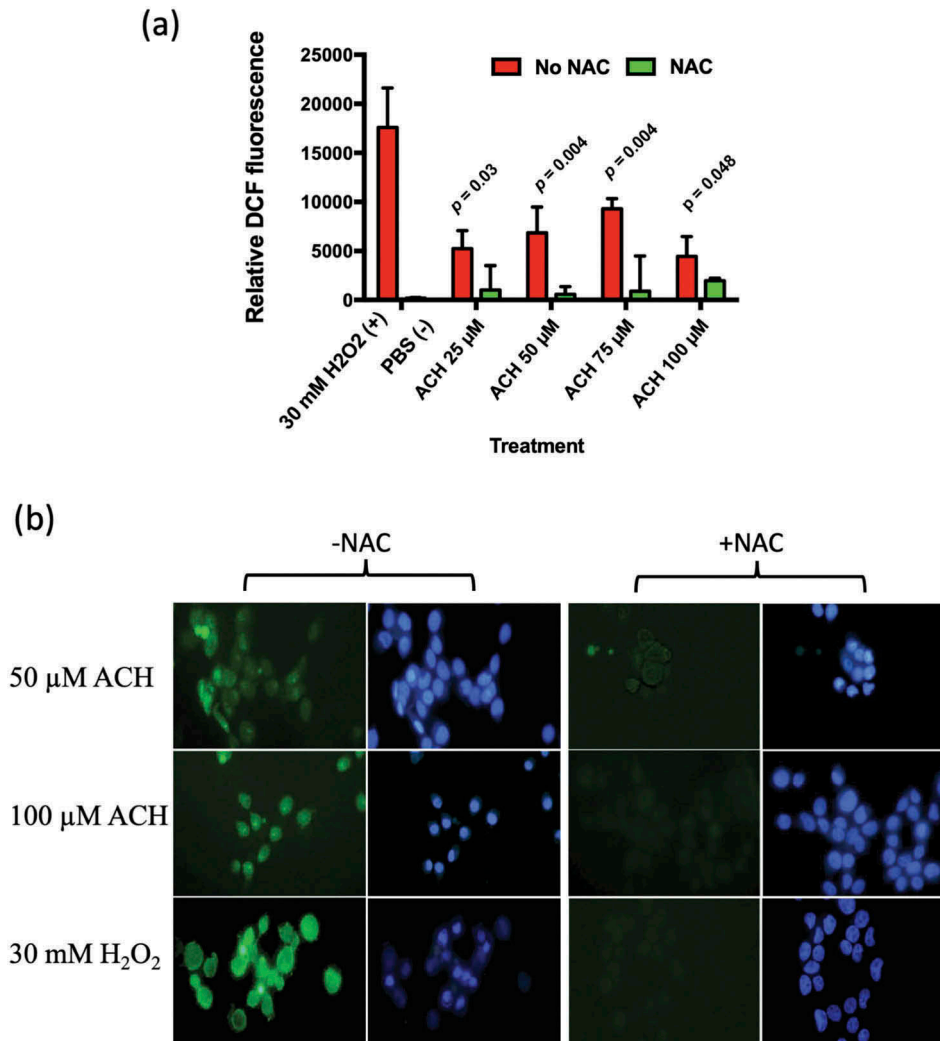 (a)
25000
20000
15000
10000
5000
0
Relative DCF fluorescence
No NAC NAC
p = 0.03
p = 0.004
p = 0.004
p = 0.048
30 mM H2O2 (+)
PBS (-)
ACH 25 µM
ACH 50 µM
ACH 75 µM
ACH 100 µM
Treatment
(b)
-NAC +NAC
50 µM ACH
100 µM ACH
30 mM H₂O₂